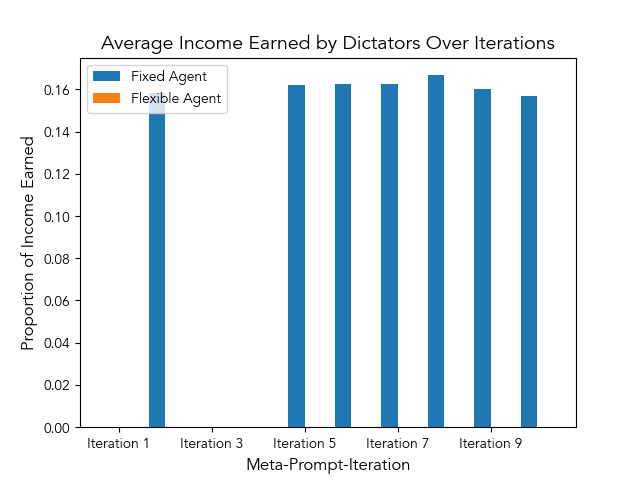 Average Income Earned by Dictators Over Iterations
Fixed Agent
Flexible Agent
Proportion of Income Earned
0.16
0.14
0.12
0.10
0.08
0.06
0.04
0.02
0.00
Iteration 1 Iteration 3 Iteration 5 Iteration 7 Iteration 9
Meta-Prompt-Iteration